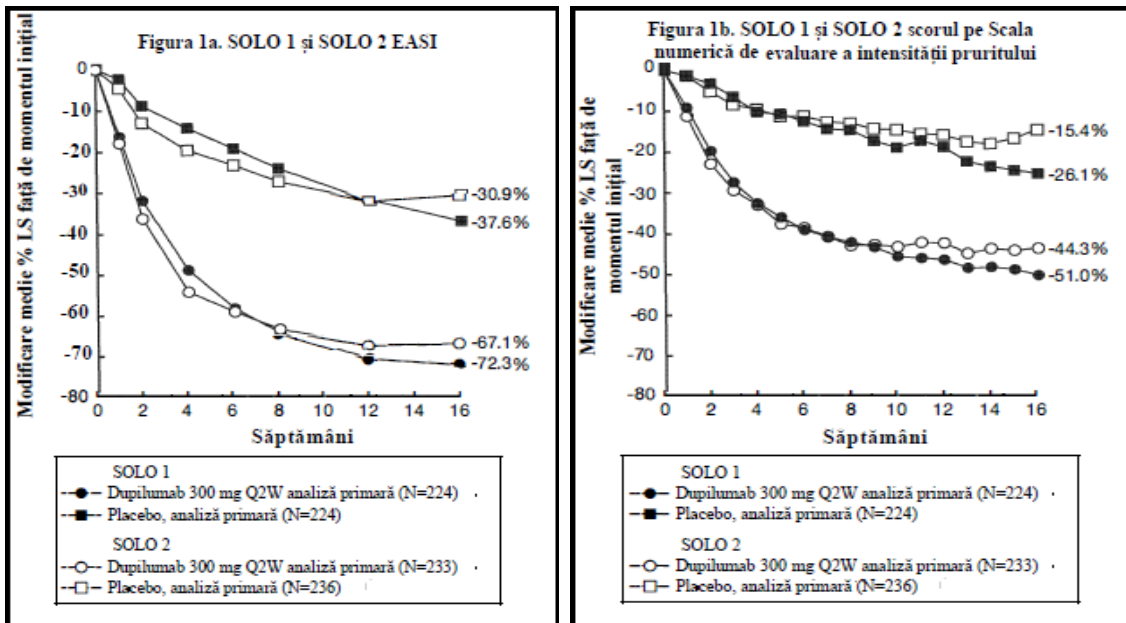 Figura 1a. SOLO 1 și SOLO 2 EASI
Modificare medie % LS față de momentul inițial
0
-10
-20
-30
-40
-50
-60
-70
-80
-30.9%
-37.6%
-67.1%
-72.3%
0 2 4 6 8 10 12 14 16
Săptămâni
SOLO 1
Dupilumab 300 mg Q2W analiză primară (N=224)
Placebo, analiză primară (N=224)
SOLO 2
Dupilumab 300 mg Q2W analiză primară (N=233)
Placebo, analiză primară (N=236)
Figura 1b. SOLO 1 și SOLO 2 scorul pe Scala
numerică de evaluare a intensității pruritului
Modificare medie % LS față de
momentul inițial
0
-10
-20
-30
-40
-50
-60
-70
-80
-15.4%
-26.1%
-44.3%
-51.0%
0 2 4 6 8 10 12 14 16
Săptămâni
SOLO 1
Dupilumab 300 mg Q2W analiză primară (N=224)
Placebo, analiză primară (N=224)
SOLO 2
Dupilumab 300 mg Q2W analiză primară (N=233)
Placebo, analiză primară (N=236)